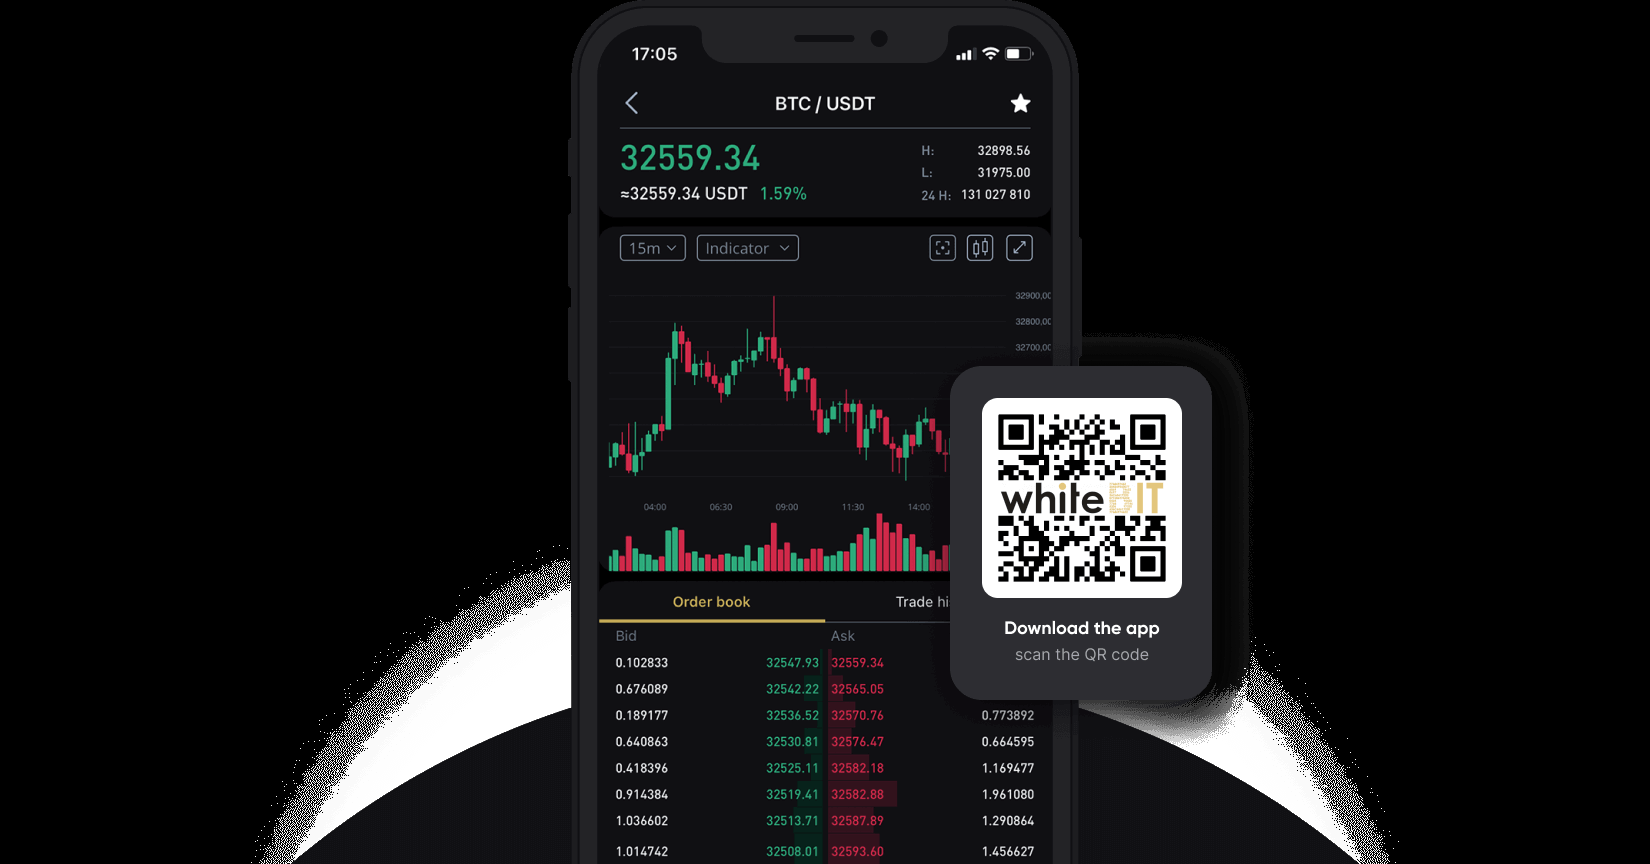 17:05
BTC / USDT
32559.34
≈32559.34 USDT 1.59%
H: 32898.56
L: 31975.00
24 H: 131 027 810
15m Indicator
32900,00
32800,00
32700,00
04:00 06:30 09:00 11:30 14:00
whiteBIT
Download the app
scan the QR code
Order book Trade hi
Bid Ask
0.102833 32547.93 32559.34
0.676089 32542.22 32565.05
0.189177 32536.52 32570.76 0.773892
0.640863 32530.81 32576.47 0.664595
0.418396 32525.11 32582.18 1.169477
0.914384 32519.41 32582.88 1.961080
1.036602 32513.71 32587.89 1.290864
1.014742 32508.01 32593.60 1.456627